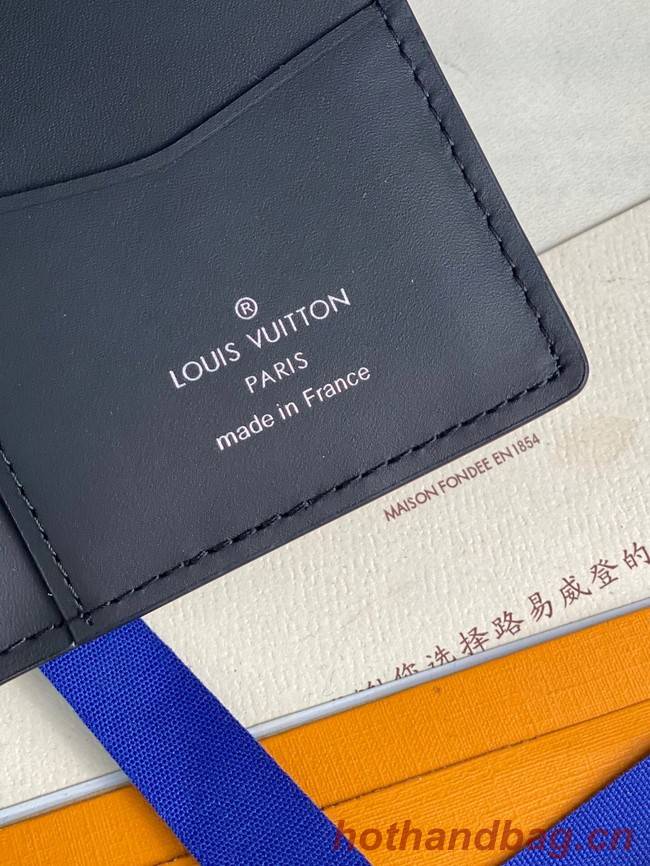 ®
LOUIS VUITTON
PARIS
made in France
MAISON FONDEE EN 1854
您选择路易威登的
hothandbag.cn